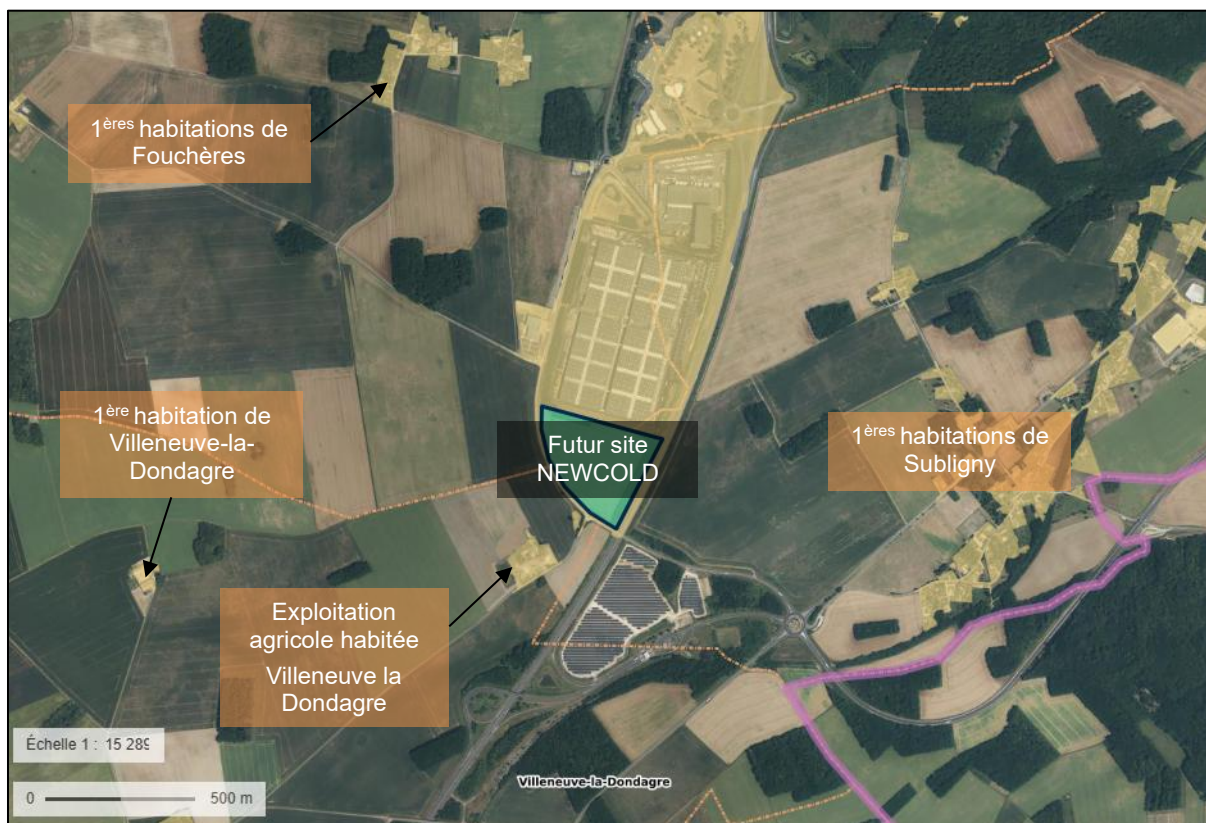 1ères habitations de
Fouchères
1ère habitation de
Villeneuve-la-
Dondagre
Futur site
NEWCOLD
1ères habitations de
Subligny
Exploitation
agricole habitée
Villeneuve la
Dondagre
Échelle 1 : 15 289
0 500 m
Villeneuve-la-Dondagre